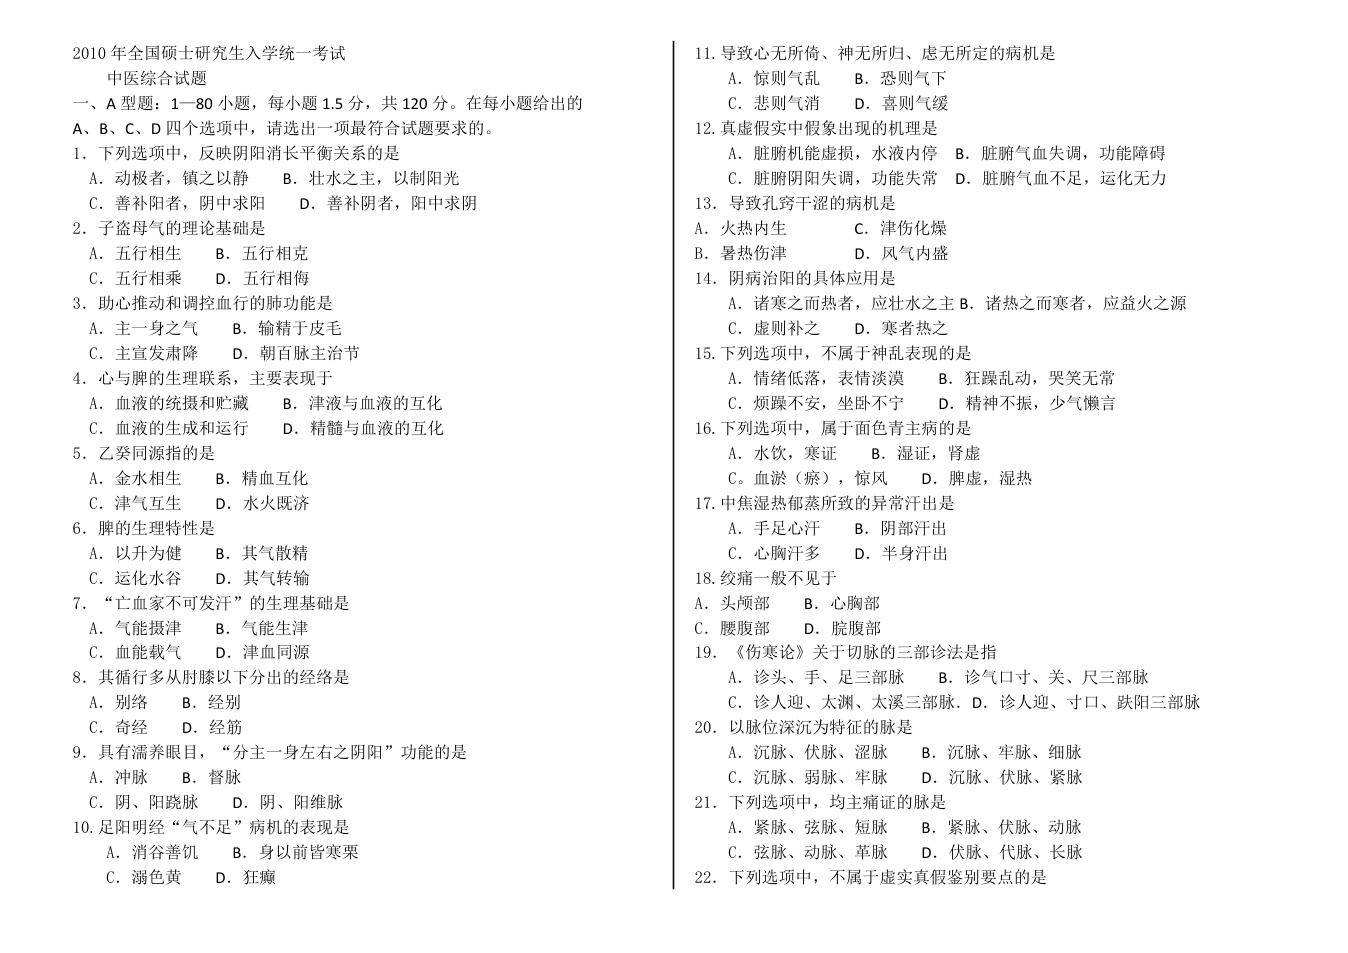 2010 年全国硕士研究生入学统一考试
中医综合试题
一、A 型题：1—80 小题，每小题 1.5 分，共 120 分。在每小题给出的
A、B、C、D 四个选项中，请选出一项最符合试题要求的。
1．下列选项中，反映阴阳消长平衡关系的是
A．动极者，镇之以静 B．壮水之主，以制阳光
C．善补阳者，阴中求阳 D．善补阴者，阳中求阴
2．子盗母气的理论基础是
A．五行相生 B．五行相克
C．五行相乘 D．五行相侮
3．助心推动和调控血行的肺功能是
A．主一身之气 B．输精于皮毛
C．主宣发肃降 D．朝百脉主治节
4．心与脾的生理联系，主要表现于
A．血液的统摄和贮藏 B．津液与血液的互化
C．血液的生成和运行 D．精髓与血液的互化
5．乙癸同源指的是
A．金水相生 B．精血互化
C．津气互生 D．水火既济
6．脾的生理特性是
A．以升为健 B．其气散精
C．运化水谷 D．其气转输
7．“亡血家不可发汗”的生理基础是
A．气能摄津 B．气能生津
C．血能载气 D．津血同源
8．其循行多从肘膝以下分出的经络是
A．别络 B．经别
C．奇经 D．经筋
9．具有濡养眼目，“分主一身左右之阴阳”功能的是
A．冲脉 B．督脉
C．阴、阳跷脉 D．阴、阳维脉
10. 足阳明经“气不足”病机的表现是
A．消谷善饥 B．身以前皆寒栗
C．溺色黄 D．狂癫
11. 导致心无所倚、神无所归、虑无所定的病机是
A．惊则气乱 B．恐则气下
C．悲则气消 D．喜则气缓
12. 真虚假实中假象出现的机理是
A．脏腑机能虚损，水液内停 B．脏腑气血失调，功能障碍
C．脏腑阴阳失调，功能失常 D．脏腑气血不足，运化无力
13．导致孔窍干涩的病机是
A．火热内生 C．津伤化燥
B．暑热伤津 D．风气内盛
14．阴病治阳的具体应用是
A．诸寒之而热者，应壮水之主 B．诸热之而寒者，应益火之源
C．虚则补之 D．寒者热之
15. 下列选项中，不属于神乱表现的是
A．情绪低落，表情淡漠 B．狂躁乱动，哭笑无常
C．烦躁不安，坐卧不宁 D．精神不振，少气懒言
16. 下列选项中，属于面色青主病的是
A．水饮，寒证 B．湿证，肾虚
C。血淤（瘀），惊风 D．脾虚，湿热
17. 中焦湿热郁蒸所致的异常汗出是
A．手足心汗 B．阴部汗出
C．心胸汗多 D．半身汗出
18. 绞痛一般不见于
A．头颅部 B．心胸部
C．腰腹部 D．脘腹部
19．《伤寒论》关于切脉的三部诊法是指
A．诊头、手、足三部脉 B．诊气口寸、关、尺三部脉
C．诊人迎、太渊、太溪三部脉．D．诊人迎、寸口、趺阳三部脉
20．以脉位深沉为特征的脉是
A．沉脉、伏脉、涩脉 B．沉脉、牢脉、细脉
C．沉脉、弱脉、牢脉 D．沉脉、伏脉、紧脉
21．下列选项中，均主痛证的脉是
A．紧脉、弦脉、短脉 B．紧脉、伏脉、动脉
C．弦脉、动脉、革脉 D．伏脉、代脉、长脉
22．下列选项中，不属于虚实真假鉴别要点的是